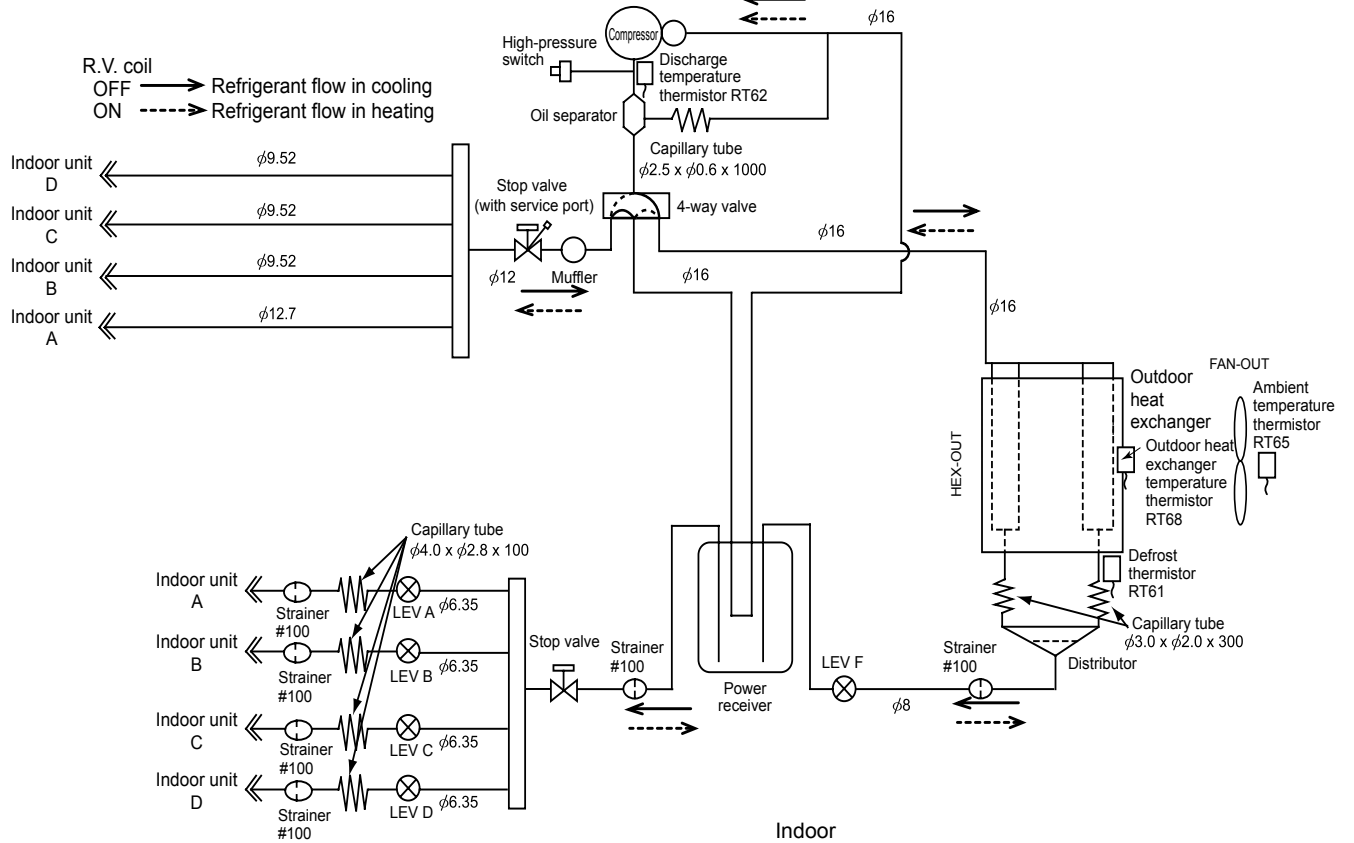 Compressor
ϕ16
High-pressure
switch
Discharge
temperature
thermistor RT62
R.V. coil
OFF
Refrigerant flow in cooling
ON
Refrigerant flow in heating
Oil separator
Capillary tube
ϕ2.5 x ϕ0.6 x 1000
Indoor unit
D
ϕ9.52
Indoor unit
C
ϕ9.52
Indoor unit
B
ϕ9.52
Indoor unit
A
ϕ12.7
Stop valve
(with service port)
4-way valve
ϕ12
Muffler
ϕ16
ϕ16
ϕ16
FAN-OUT
Outdoor
heat
exchanger
Ambient
temperature
thermistor
RT65
HEX-OUT
Outdoor heat
exchanger
temperature
thermistor
RT68
Defrost
thermistor
RT61
Capillary tube
ϕ3.0 x ϕ2.0 x 300
Distributor
Capillary tube
ϕ4.0 x ϕ2.8 x 100
Indoor unit
A
Strainer
#100
LEV A
ϕ6.35
Indoor unit
B
Strainer
#100
LEV B
ϕ6.35
Indoor unit
C
Strainer
#100
LEV C
ϕ6.35
Indoor unit
D
Strainer
#100
LEV D
ϕ6.35
Stop valve
Strainer
#100
Power
receiver
LEV F
ϕ8
Strainer
#100
Indoor